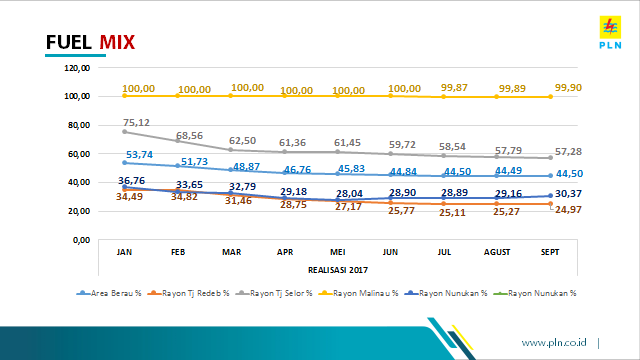 FUEL MIX
PLN
120,00
100,00
80,00
60,00
40,00
20,00
0,00
100,00 100,00 100,00 100,00 100,00 100,00 99,87 99,89 99,90
75,12 68,56 62,50 61,36 61,45 59,72 58,54 57,79 57,28
53,74 51,73 48,87 46,76 45,83 44,84 44,50 44,49 44,50
36,76 33,65 32,79 29,18 28,04 28,90 28,89 29,16 30,37
34,49 34,82 31,46 28,75 27,17 25,77 25,11 25,27 24,97
JAN FEB MAR APR MEI JUN JUL AGUST SEPT
REALISASI 2017
Area Berau % Rayon Tj Redeb % Rayon Tj Selor % Rayon Malinau % Rayon Nunukan % Rayon Nunukan %
www.pln.co.id |